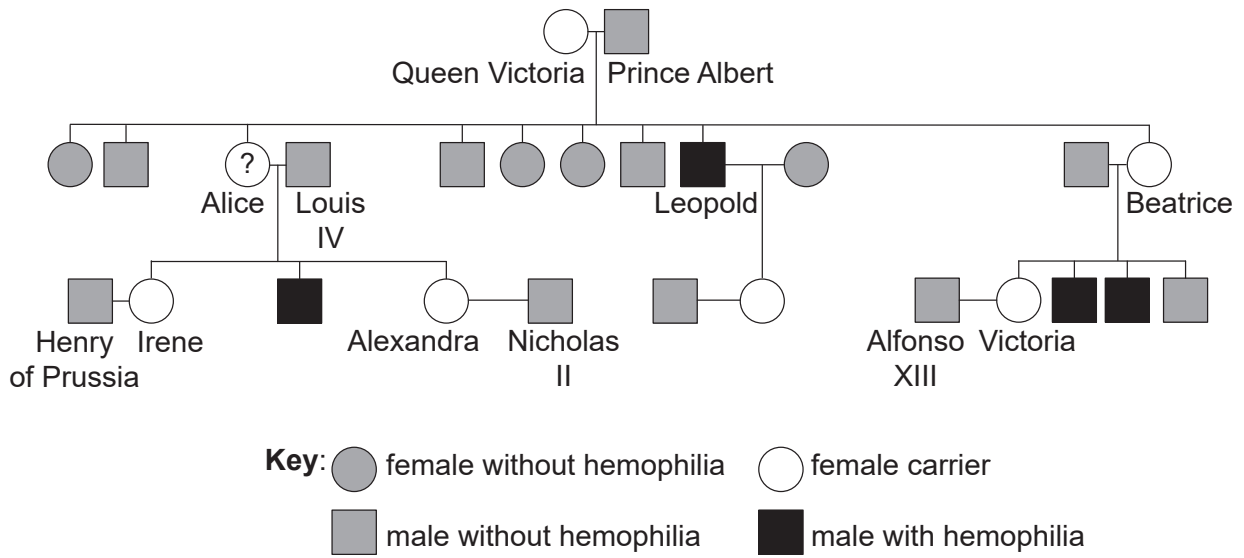 Queen Victoria Prince Albert
?
Alice Louis IV Leopold Beatrice
Henry of Prussia Irene Alexandra Nicholas II Alfonso XIII Victoria
Key: female without hemophilia female carrier
male without hemophilia male with hemophilia